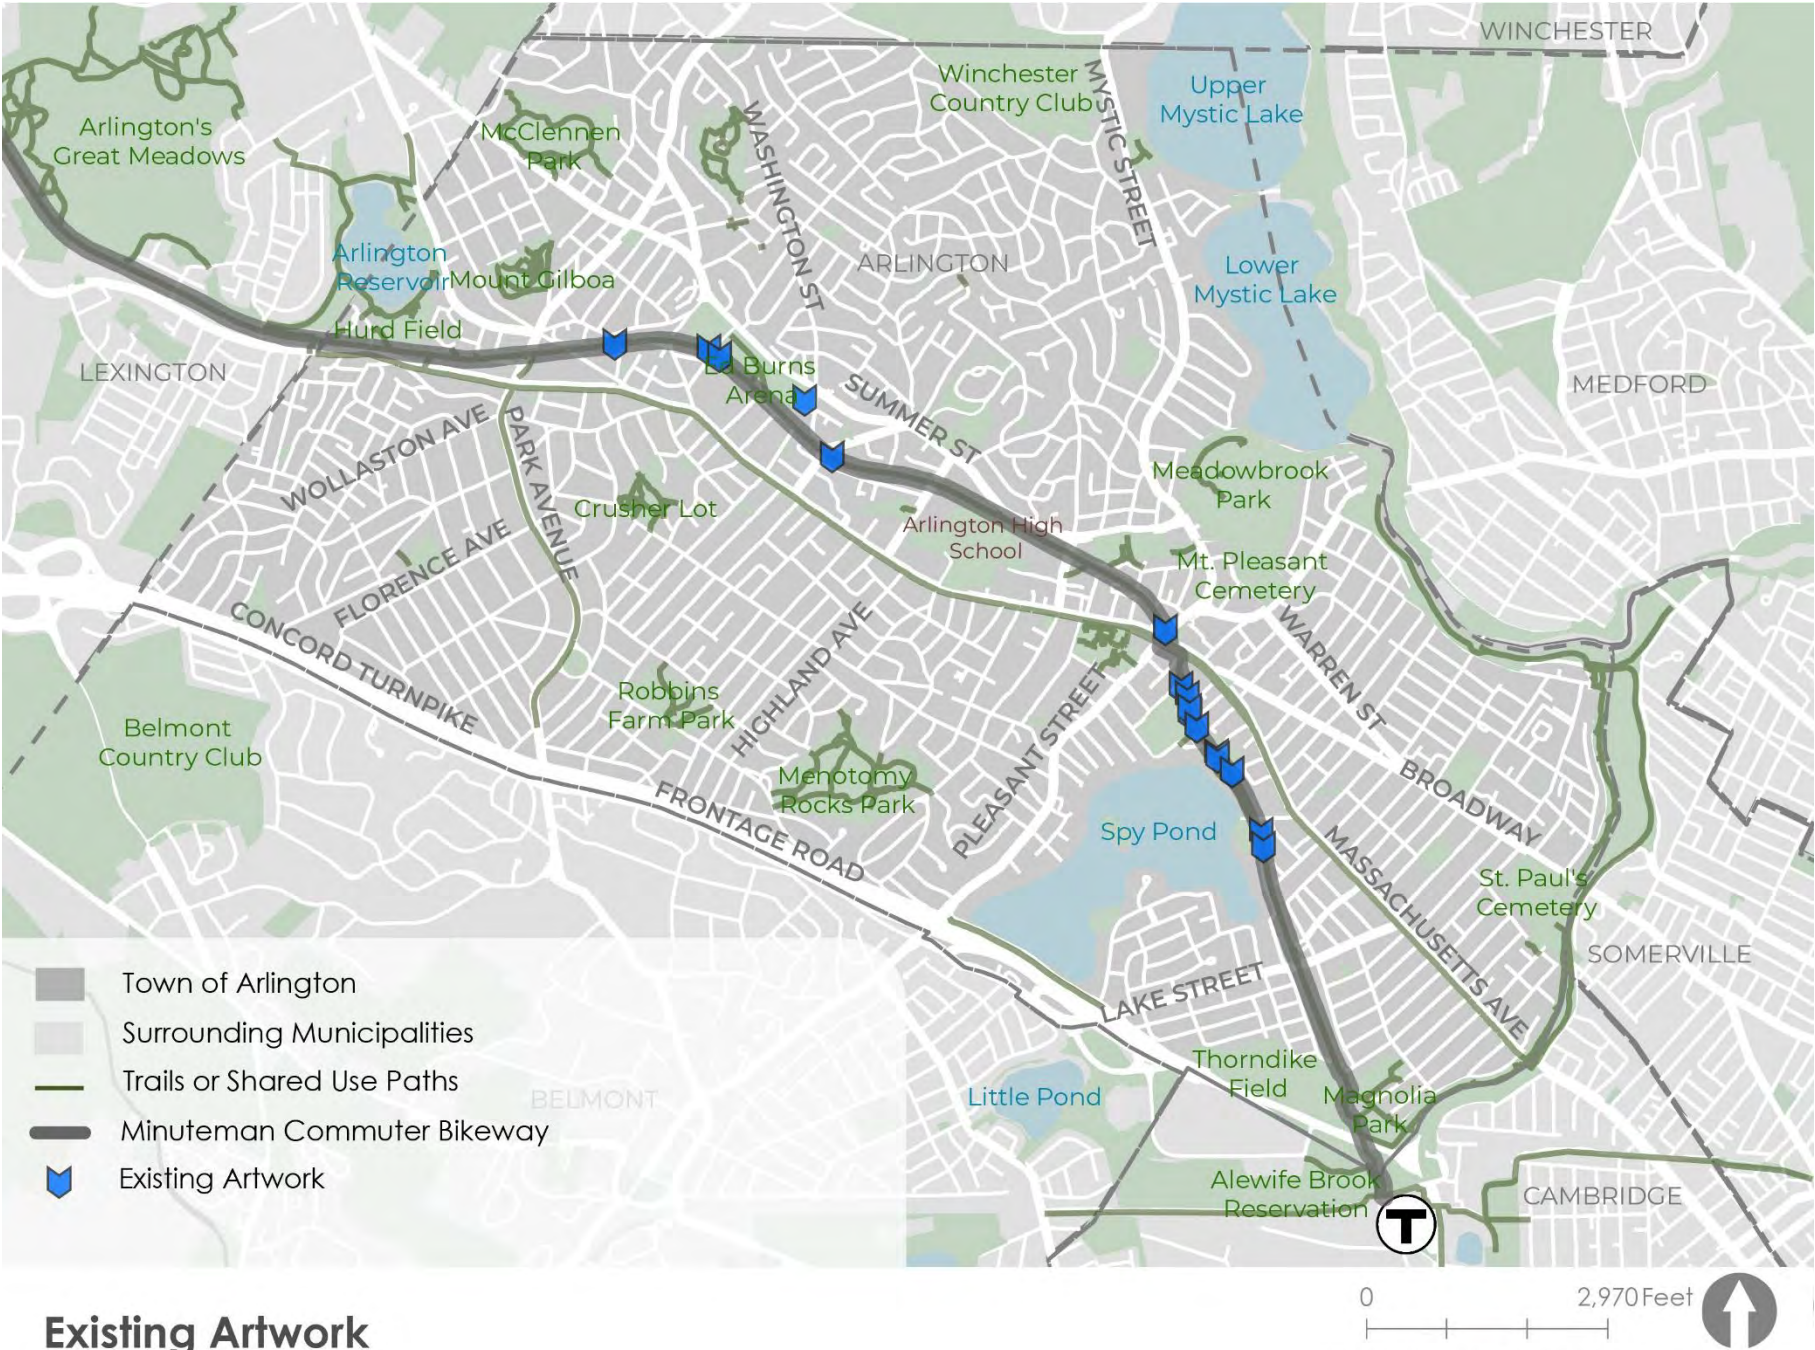 WINCHESTER
Winchester
Country Club
MYSTIC STREET
Upper
Mystic Lake
Arlington's
Great Meadows
McClennen
Park
WASHINGTON ST
Arlington
Reservoir
Mount Gilboa
ARLINGTON
Lower
Mystic Lake
Hurd Field
LEXINGTON
Ed Burns
Arena
SUMMER ST
MEDFORD
WOLLASTON AVE
PARK AVENUE
Crusher Lot
Meadowbrook
Park
Arlington High
School
FLORENCE AVE
Mt. Pleasant
Cemetery
CONCORD TURNPIKE
HIGHLAND AVE
WARREN ST
Robbins
Farm Park
PLEASANT STREET
Belmont
Country Club
Menotomy
Rocks Park
FRONTAGE ROAD
BROADWAY
Spy Pond
MASSACHUSETTS AVE
St. Paul's
Cemetery
SOMERVILLE
LAKE STREET
Town of Arlington
Surrounding Municipalities
Trails or Shared Use Paths
Minuteman Commuter Bikeway
Existing Artwork
BELMONT
Little Pond
Thorndike
Field
Magnolia
Park
Alewife Brook
Reservation
CAMBRIDGE
T
0
2,970 Feet
Existing Artwork